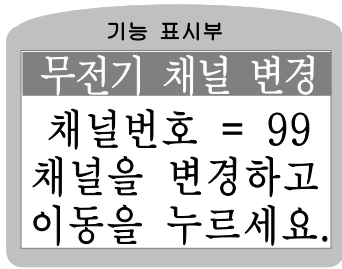 기능 표시부
무전기 채널 변경
채널번호 = 99
채널을 변경하고
이동을 누르세요.